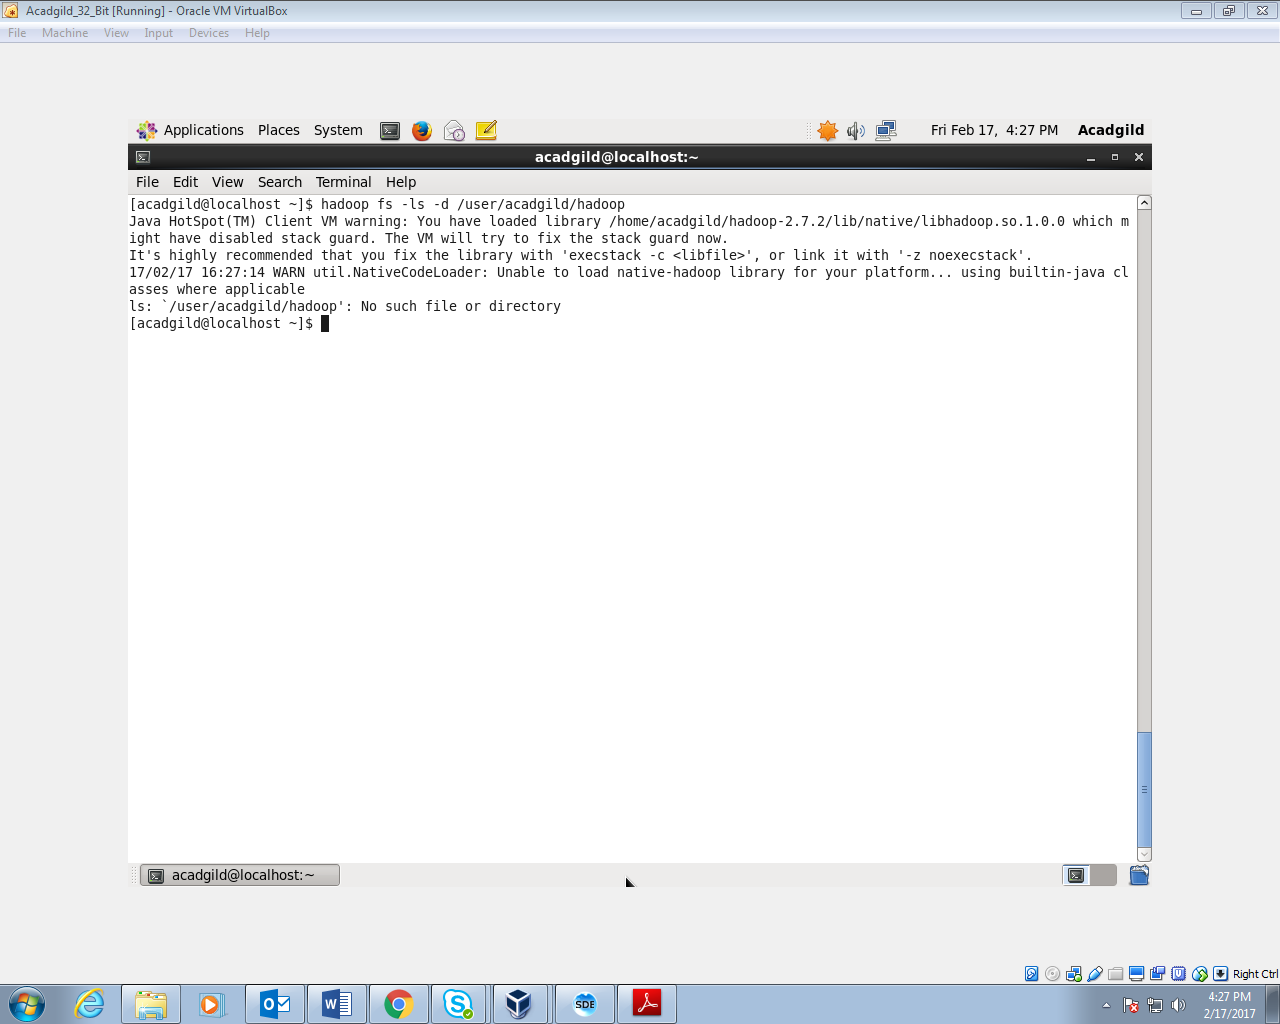 Acadgild_32_Bit [Running] - Oracle VM VirtualBox
File Machine View Input Devices Help
Applications Places System Fri Feb 17, 4:27 PM Acadgild
acadgild@localhost:~
File Edit View Search Terminal Help
[acadgild@localhost ~]$ hadoop fs -ls -d /user/acadgild/hadoop
Java HotSpot(TM) Client VM warning: You have loaded library /home/acadgild/hadoop-2.7.2/lib/native/libhadoop.so.1.0.0 which m
ight have disabled stack guard. The VM will try to fix the stack guard now.
It's highly recommended that you fix the library with 'execstack -c <libfile>', or link it with '-z noexecstack'.
17/02/17 16:27:14 WARN util.NativeCodeLoader: Unable to load native-hadoop library for your platform... using builtin-java cl
asses where applicable
ls: `/user/acadgild/hadoop': No such file or directory
[acadgild@localhost ~]$
acadgild@localhost:~
Right Ctrl
SDE
4:27 PM
2/17/2017